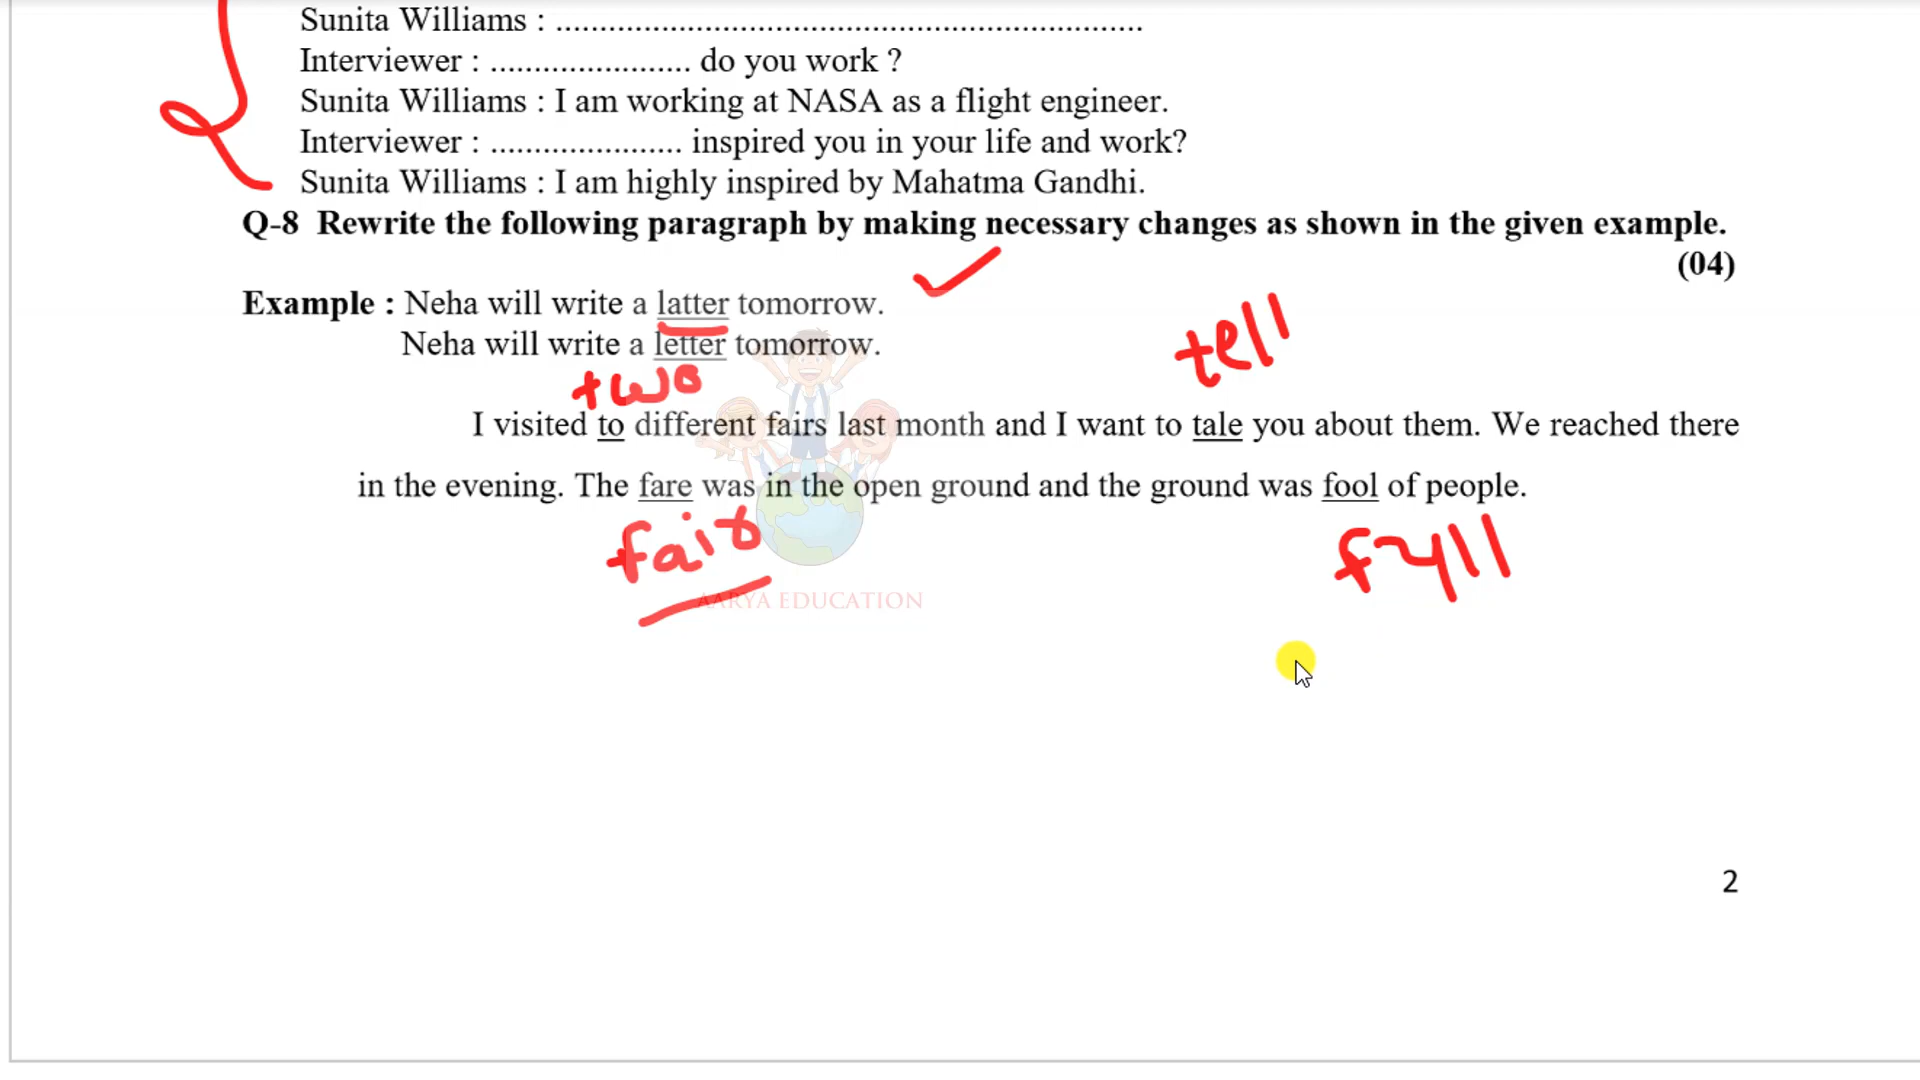 Sunita Williams : ...................................................................
Interviewer : ....................... do you work ?
Sunita Williams : I am working at NASA as a flight engineer.
Interviewer : ...................... inspired you in your life and work?
Sunita Williams : I am highly inspired by Mahatma Gandhi.
Q-8 Rewrite the following paragraph by making necessary changes as shown in the given example.
(04)
Example : Neha will write a latter tomorrow.
Neha will write a letter tomorrow.
two
tell
I visited to different fairs last month and I want to tale you about them. We reached there
in the evening. The fare was in the open ground and the ground was fool of people.
fair
full
AARYA EDUCATION
2